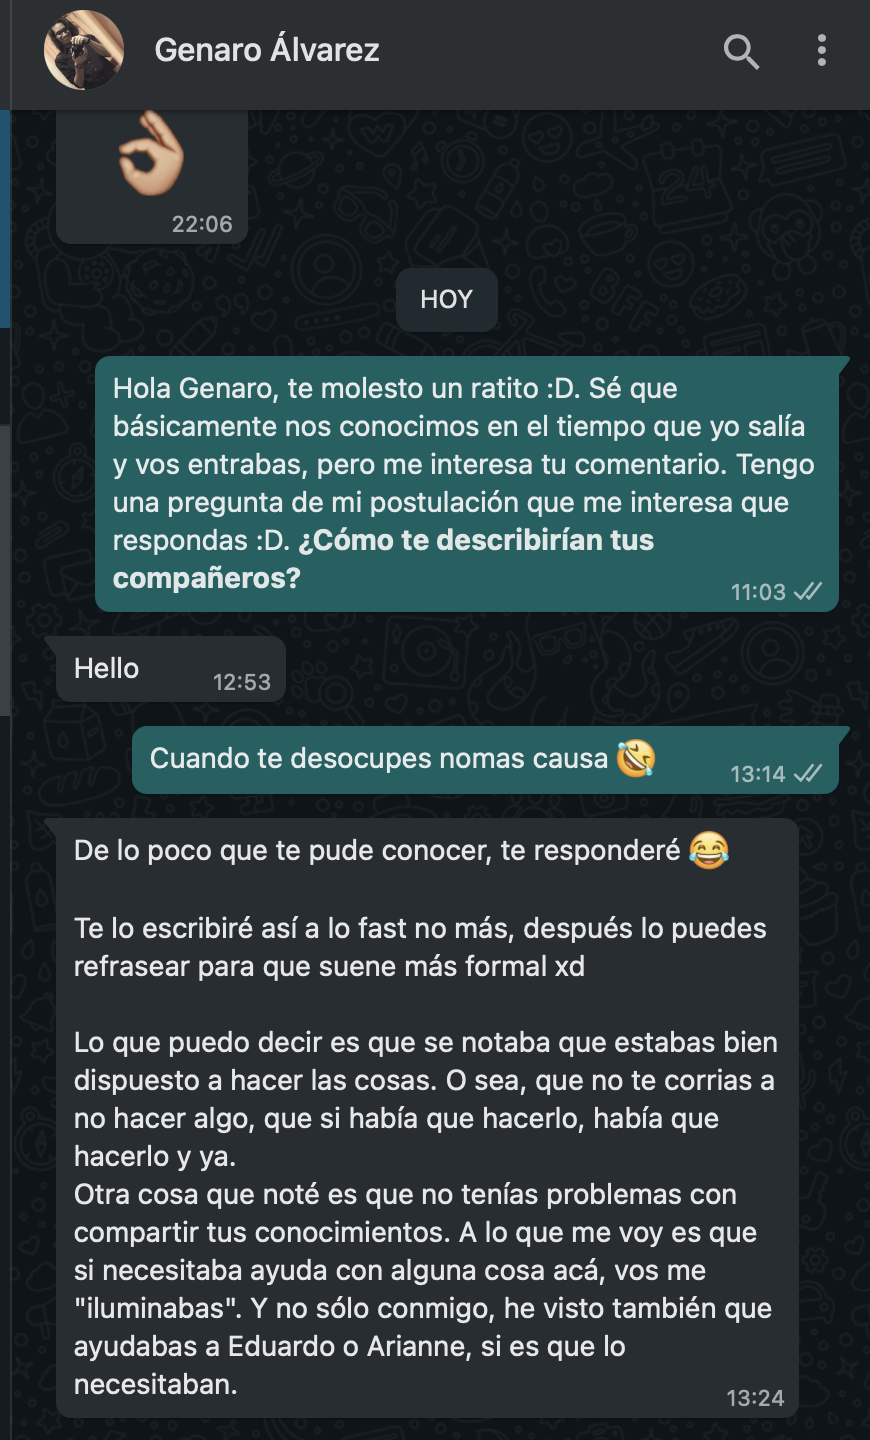 Genaro Álvarez
22:06
HOY
Hola Genaro, te molesto un ratito :D. Sé que
básicamente nos conocimos en el tiempo que yo salía
y vos entrabas, pero me interesa tu comentario. Tengo
una pregunta de mi postulación que me interesa que
respondas :D. ¿Cómo te describirían tus
compañeros?
11:03
Hello
12:53
Cuando te desocupes nomas causa 🤣
13:14
De lo poco que te pude conocer, te responderé 😂
Te lo escribiré así a lo fast no más, después lo puedes
refrasear para que suene más formal xd
Lo que puedo decir es que se notaba que estabas bien
dispuesto a hacer las cosas. O sea, que no te corrias a
no hacer algo, que si había que hacerlo, había que
hacerlo y ya.
Otra cosa que noté es que no tenías problemas con
compartir tus conocimientos. A lo que me voy es que
si necesitaba ayuda con alguna cosa acá, vos me
"iluminabas". Y no sólo conmigo, he visto también que
ayudabas a Eduardo o Arianne, si es que lo
necesitaban.
13:24